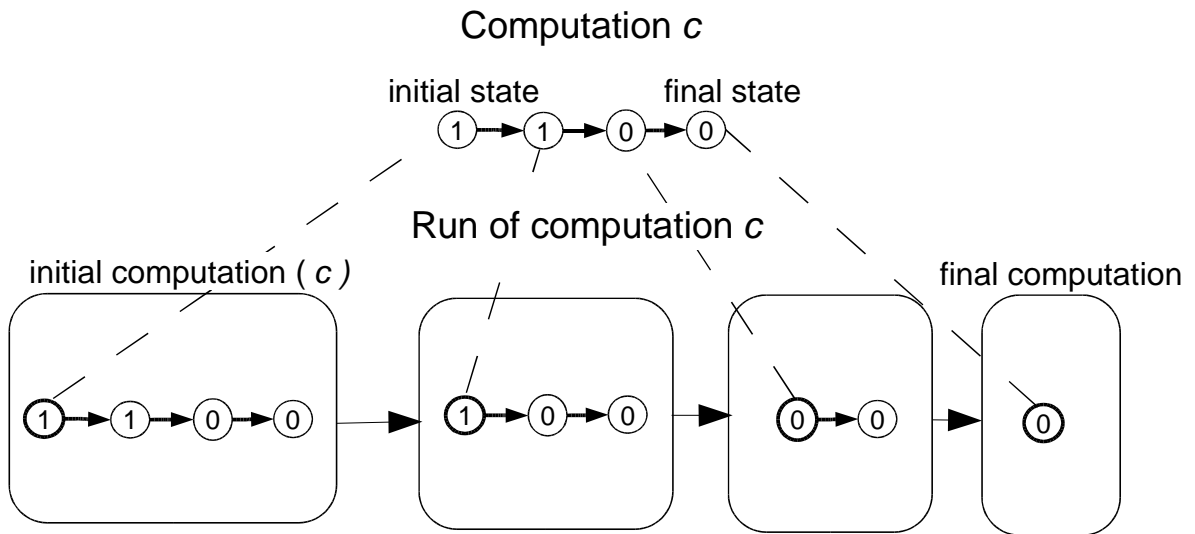 Computation c
initial state final state
1 1 0 0
Run of computation c
initial computation ( c )
final computation
1 1 0 0
1 0 0
0 0
0